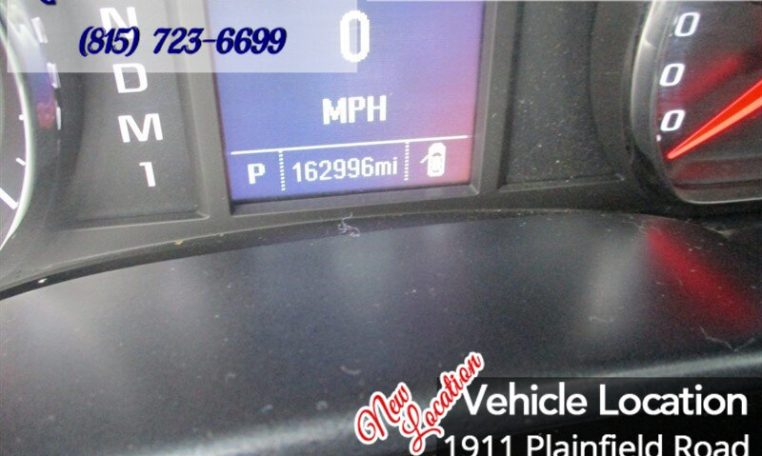 (815) 723-6699
N
D
M
1
0
MPH
P 162996mi
0
0
0
New Location
Vehicle Location
1911 Plainfield Road